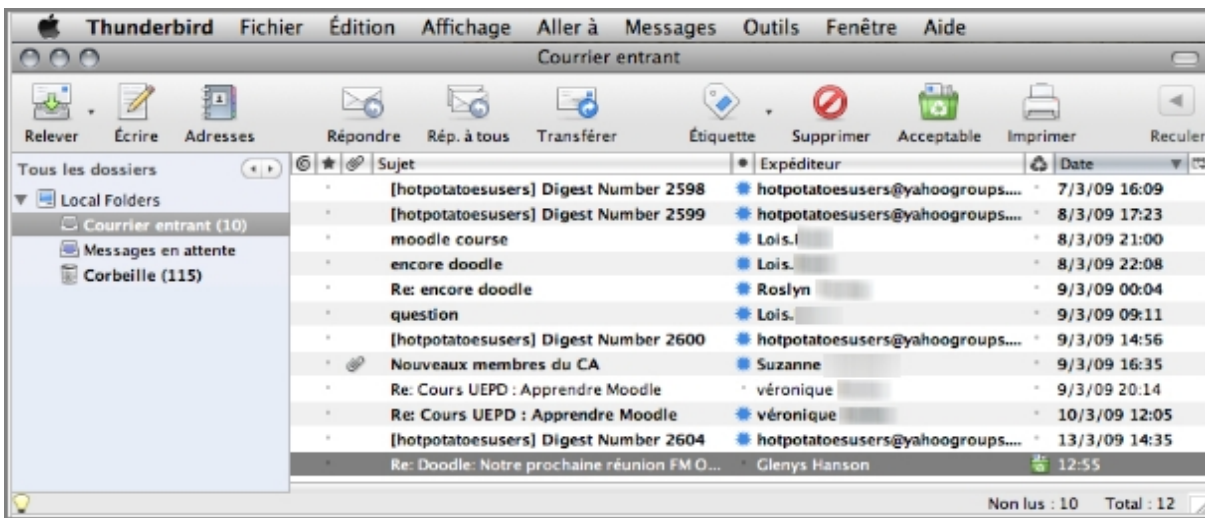 Thunderbird Fichier Édition Affichage Aller à Messages Outils Fenêtre Aide
Courrier entrant
Relever Écrire Adresses Répondre Rép. à tous Transférer Étiquette Supprimer Acceptable Imprimer Reculer
Tous les dossiers
Local Folders
Courrier entrant (10)
Messages en attente
Corbeille (115)
Sujet Expéditeur Date
[hotpotatoesusers] Digest Number 2598 hotpotatoesusers@yahoogroups.... 7/3/09 16:09
[hotpotatoesusers] Digest Number 2599 hotpotatoesusers@yahoogroups.... 8/3/09 17:23
moodle course Lois. 8/3/09 21:00
encore doodle Lois. 8/3/09 22:08
Re: encore doodle Roslyn 9/3/09 00:04
question Lois. 9/3/09 09:11
[hotpotatoesusers] Digest Number 2600 hotpotatoesusers@yahoogroups.... 9/3/09 14:56
Nouveaux membres du CA Suzanne 9/3/09 16:35
Re: Cours UEPD : Apprendre Moodle véronique 9/3/09 20:14
Re: Cours UEPD : Apprendre Moodle véronique 10/3/09 12:05
[hotpotatoesusers] Digest Number 2604 hotpotatoesusers@yahoogroups.... 13/3/09 14:35
Re: Doodle: Notre prochaine réunion FM O... Glenys Hanson 12:55
Non lus : 10 Total : 12